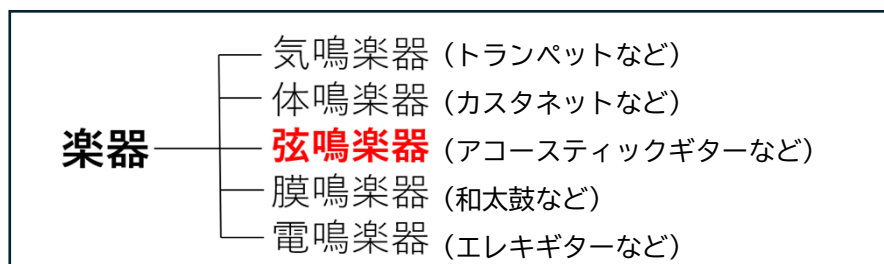 気鳴楽器 (トランペットなど)
体鳴楽器 (カスタネットなど)
楽器 弦鳴楽器 (アコースティックギターなど)
膜鳴楽器 (和太鼓など)
電鳴楽器 (エレキギターなど)